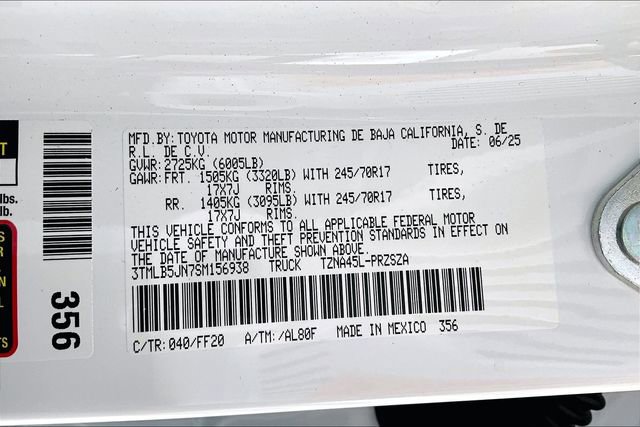 MFD.BY: TOYOTA MOTOR MANUFACTURING DE BAJA CALIFORNIA, S. DE
R.L. DE C.V. DATE: 06/25
GVWR: 2725KG (6005LB)
GAWR: FRT. 1505KG (3320LB) WITH 245/70R17 TIRES,
17X7J RIMS.
RR. 1405KG (3095LB) WITH 245/70R17 TIRES,
17X7J RIMS.
THIS VEHICLE CONFORMS TO ALL APPLICABLE FEDERAL MOTOR
VEHICLE SAFETY AND THEFT PREVENTION STANDARDS IN EFFECT ON
THE DATE OF MANUFACTURE SHOWN ABOVE.
3TMLB5JN7SM156938 TRUCK TZNA45L-PRZSZA
C/TR: 040/FF20 A/TM: /AL80F MADE IN MEXICO 356
356
lbs.
lb.